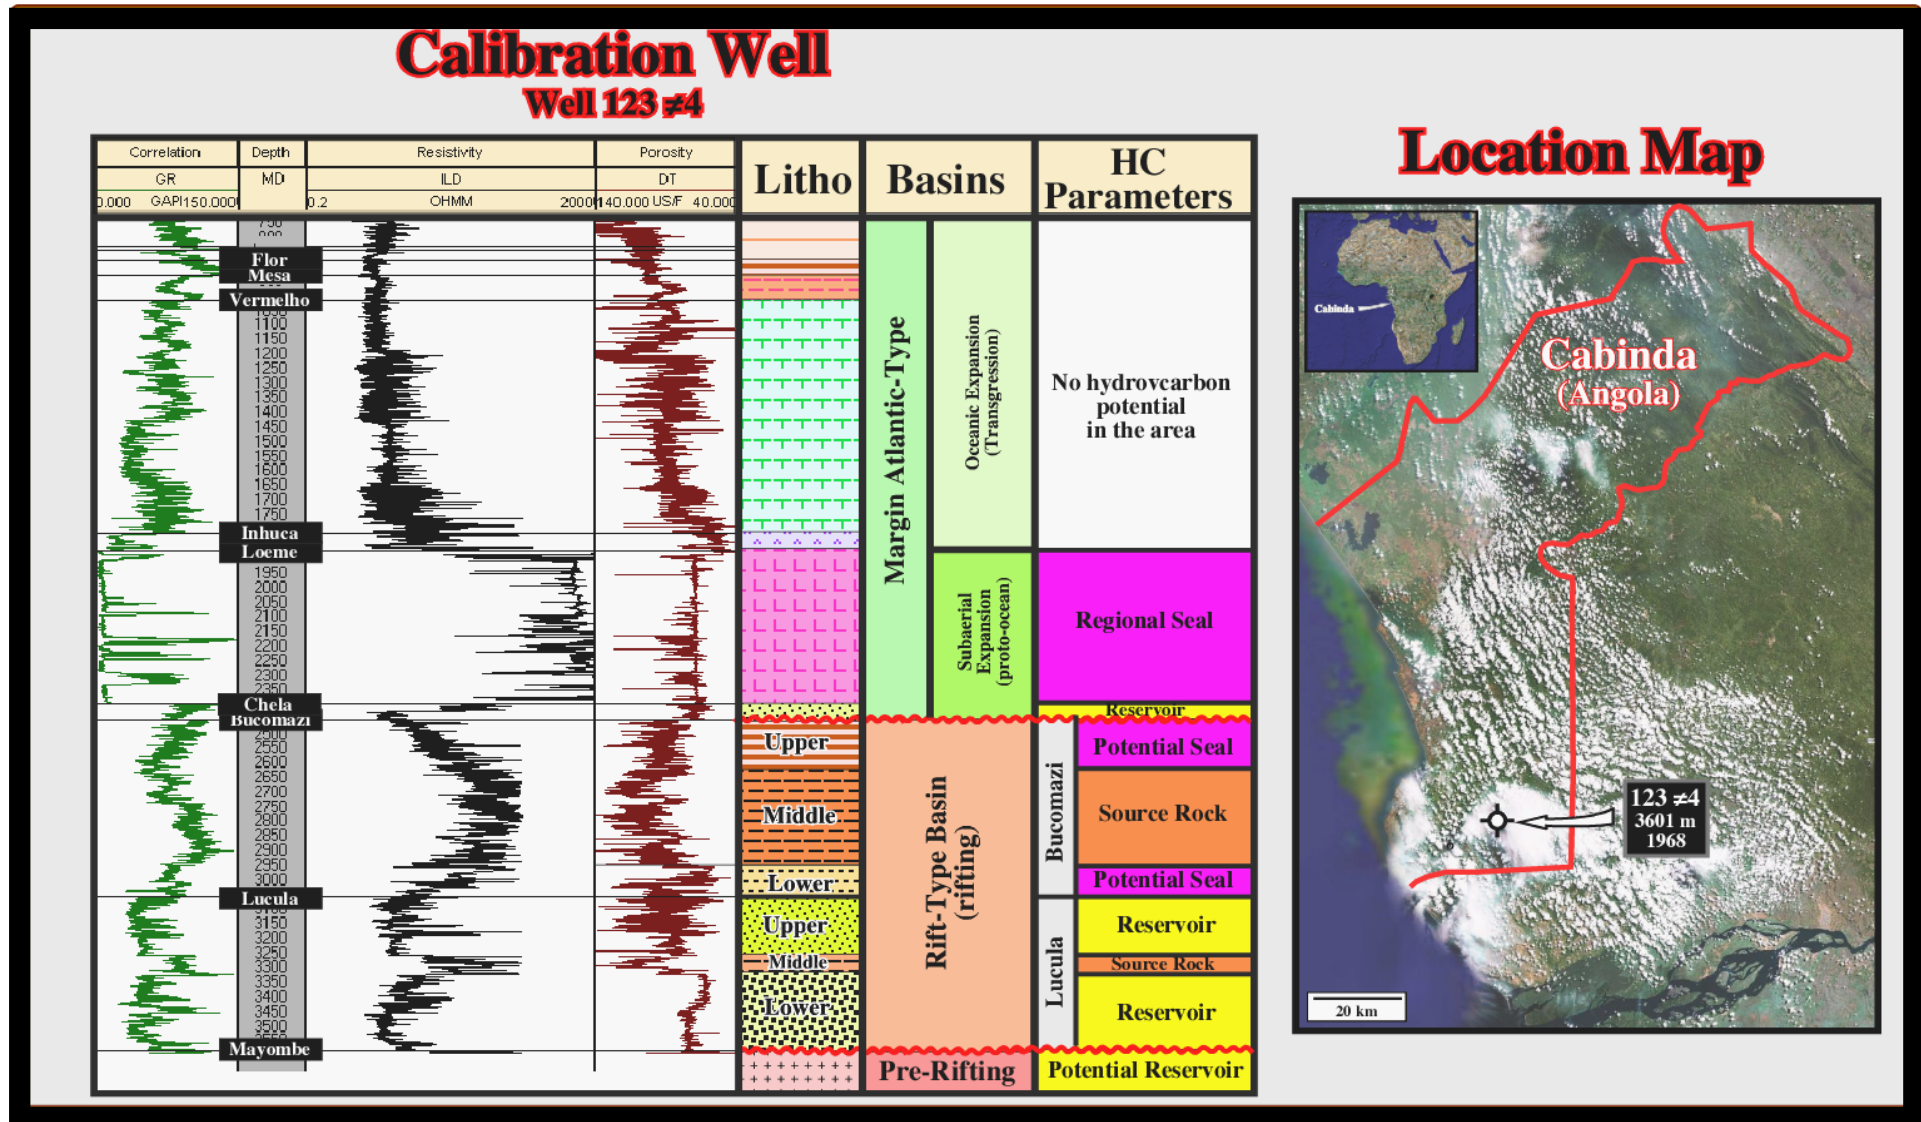 Calibration Well
Well 123 ≠4
Correlation
Depth
Resistivity
Porosity
GR
MD
ILD
DT
0.000 GAPI 150.000
0.2 OHMM 2000
140.000 US/F 40.000
Litho
Basins
HC
Parameters
750
Flor
Mesa
Vermelho
1100
1150
1200
1250
1300
1350
1400
1450
1500
1550
1600
1650
1700
1750
Inhuca
Loeme
1950
2000
2050
2100
2150
2200
2250
2300
2350
Chela
Bucomazi
2500
2550
2600
2650
2700
2750
2800
2850
2900
2950
3000
Lucula
3150
3200
3250
3300
3350
3400
3450
3500
Mayombe
Upper
Middle
Lower
Upper
Middle
Lower
Margin Atlantic-Type
Oceanic Expansion
(Transgression)
Subaerial
Expansion
(proto-ocean)
Rift-Type Basin
(rifting)
Pre-Rifting
No hydrovcarbon
potential
in the area
Regional Seal
Reservoir
Bucomazi
Potential Seal
Source Rock
Potential Seal
Lucula
Reservoir
Source Rock
Reservoir
Potential Reservoir
Location Map
Cabinda
Cabinda
(Angola)
123 ≠4
3601 m
1968
20 km